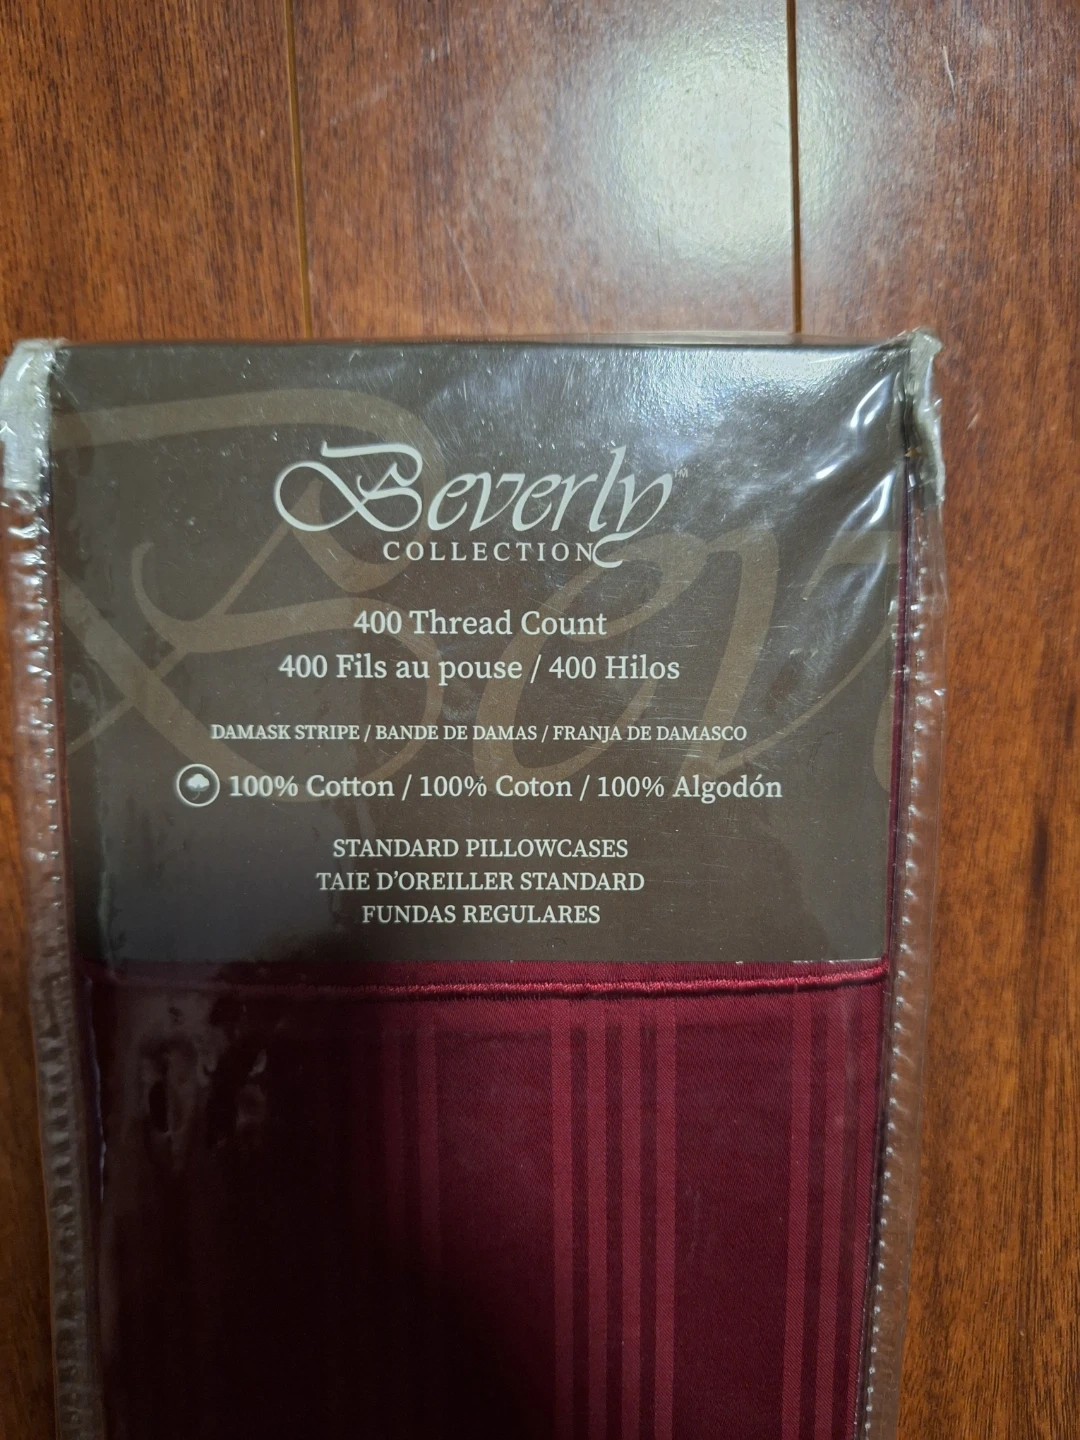 Beverly™
COLLECTION
400 Thread Count
400 Fils au pouse / 400 Hilos
DAMASK STRIPE / BANDE DE DAMAS / FRANJA DE DAMASCO
100% Cotton / 100% Coton / 100% Algodón
STANDARD PILLOWCASES
TAIE D'OREILLER STANDARD
FUNDAS REGULARES